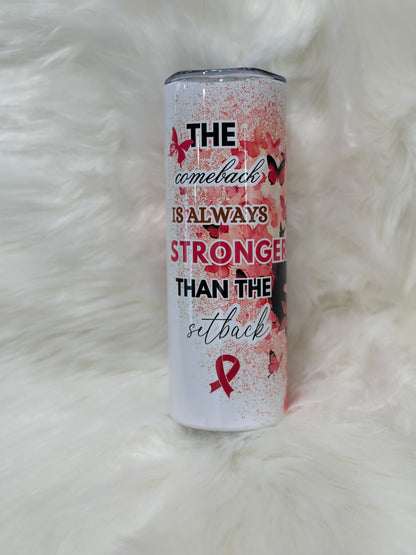 THE
comeback
IS ALWAYS
STRONGER
THAN THE
setback